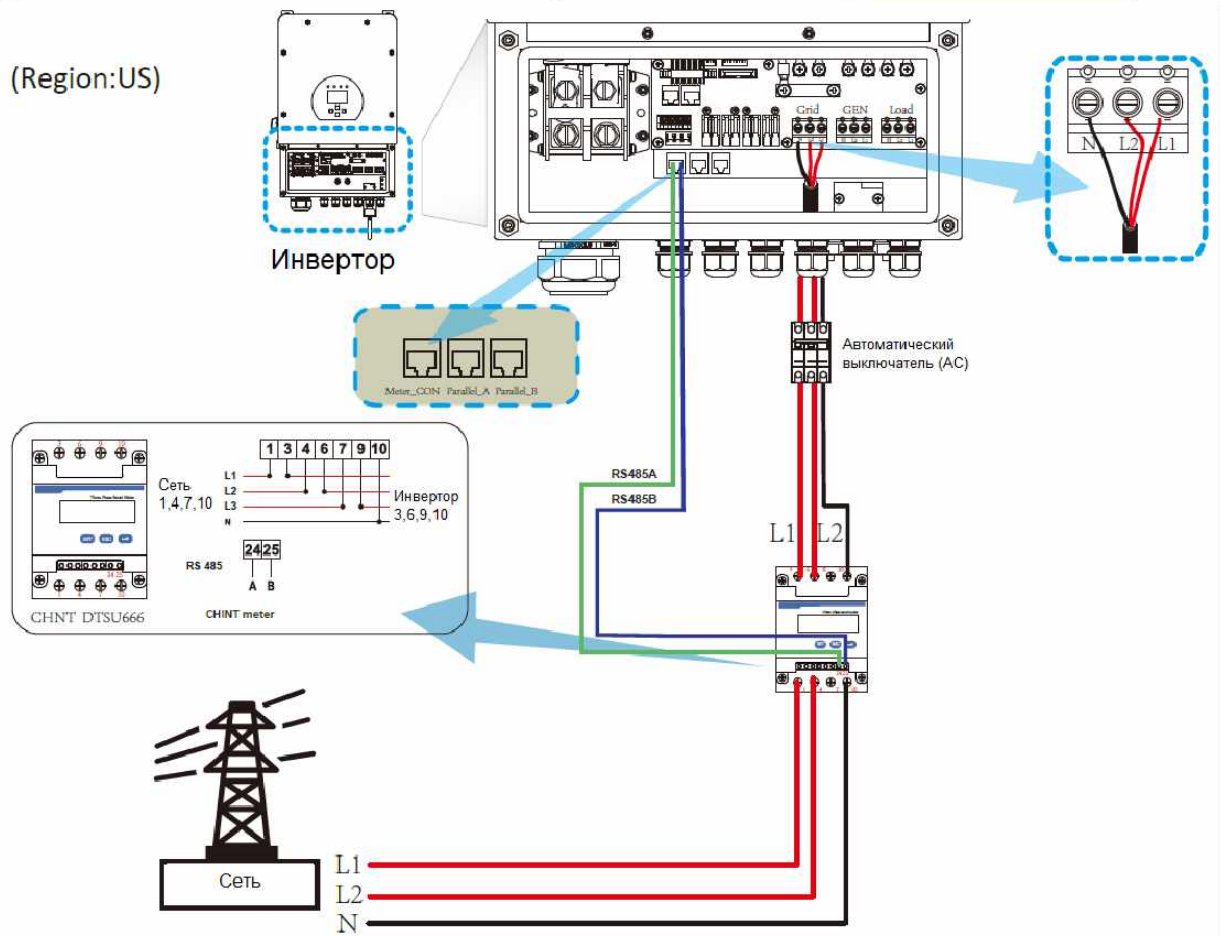 (Region:US)
Инвертор
Grid GEN Load
N L2 L1
Meter_CON Parallel_A Parallel_B
Автоматический
выключатель (AC)
RS485A
RS485B
L1 L2
1 3 4 6 7 9 10
L1
L2
L3
N
Сеть
1,4,7,10
Инвертор
3,6,9,10
24 25
RS 485
A B
CHNT DTSU666
CHINT meter
Сеть
L1
L2
N